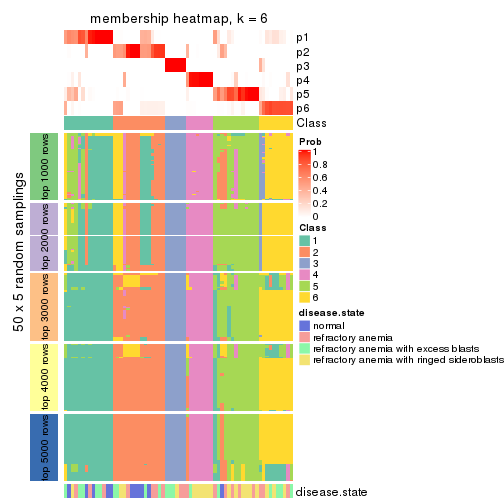 membership heatmap, k = 6
p1
p2
p3
p4
p5
p6
Class
50 x 5 random samplings
top 1000 rows
top 2000 rows
top 3000 rows
top 4000 rows
top 5000 rows
Prob
1
0.8
0.6
0.4
0.2
0
Class
1
2
3
4
5
6
disease.state
normal
refractory anemia
refractory anemia with excess blasts
refractory anemia with ringed sideroblasts
disease.state